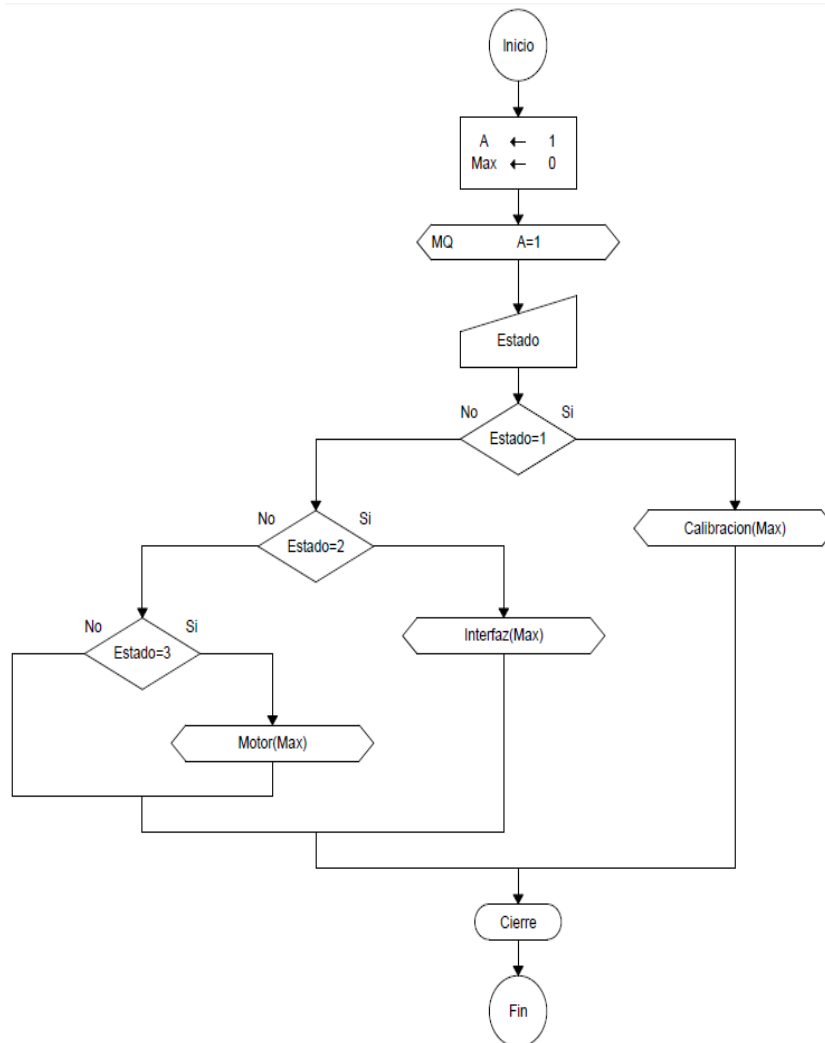 Inicio
A ← 1
Max ← 0
MQ A=1
Estado
No Si
Estado=1
No Si
Calibracion(Max)
Estado=2
No Si
Interfaz(Max)
Estado=3
Motor(Max)
Cierre
Fin